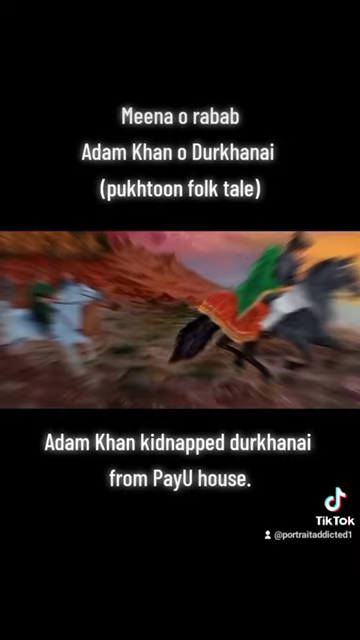 Meena o rabab
Adam Khan o Durkhanai
(pukhtoon folk tale)
Adam Khan kidnapped durkhanai
from PayU house.
TikTok
@portraitaddicted1